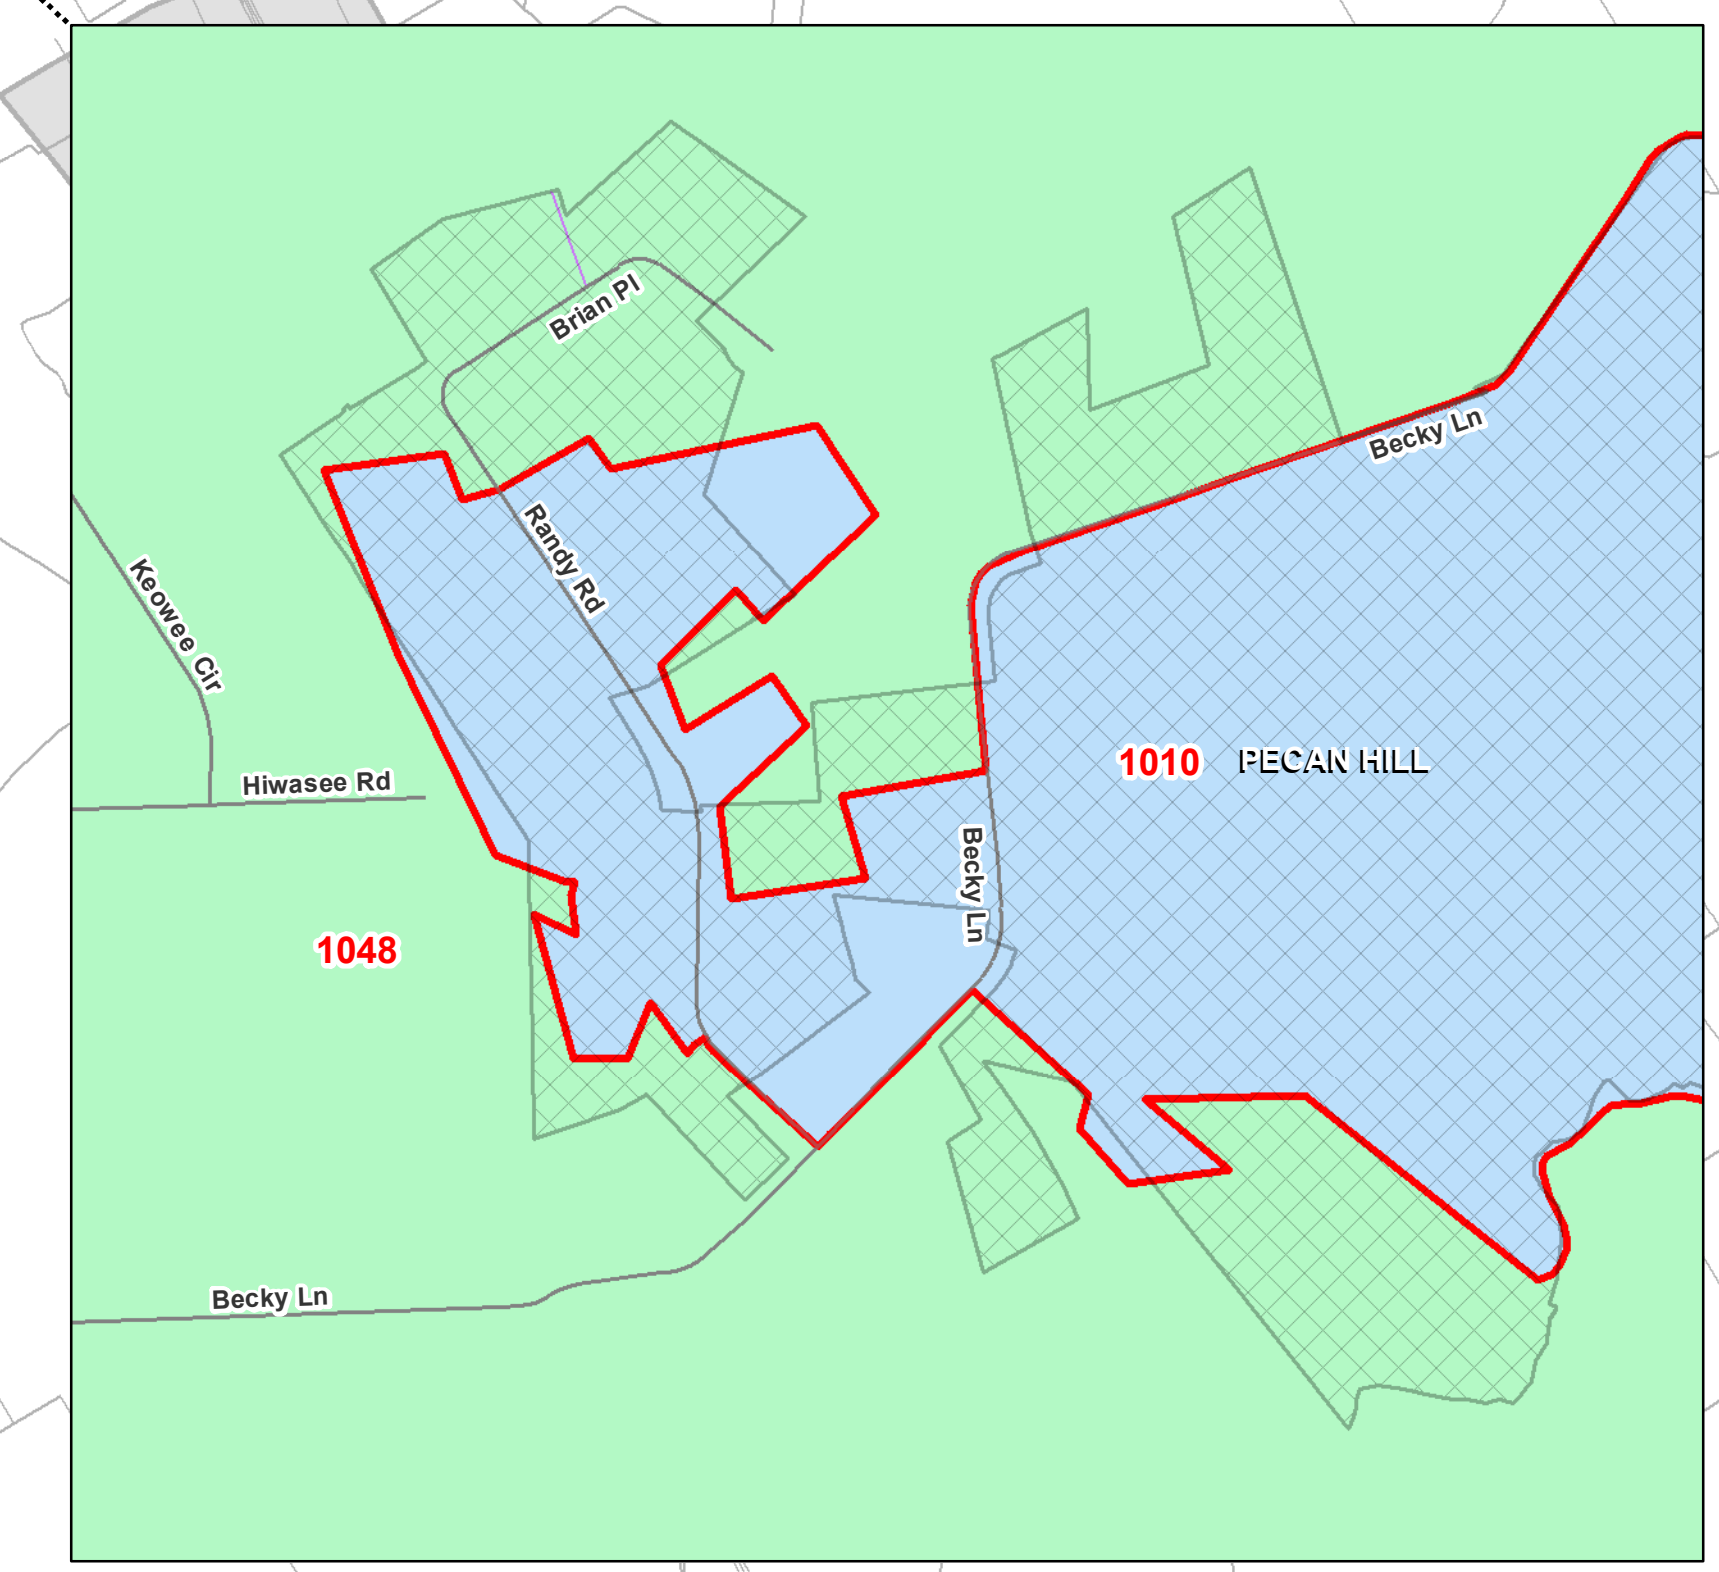 Brian Pl
Becky Ln
Randy Rd
Keowee Cir
1010 PECAN HILL
Hiwasee Rd
Becky Ln
1048
Becky Ln